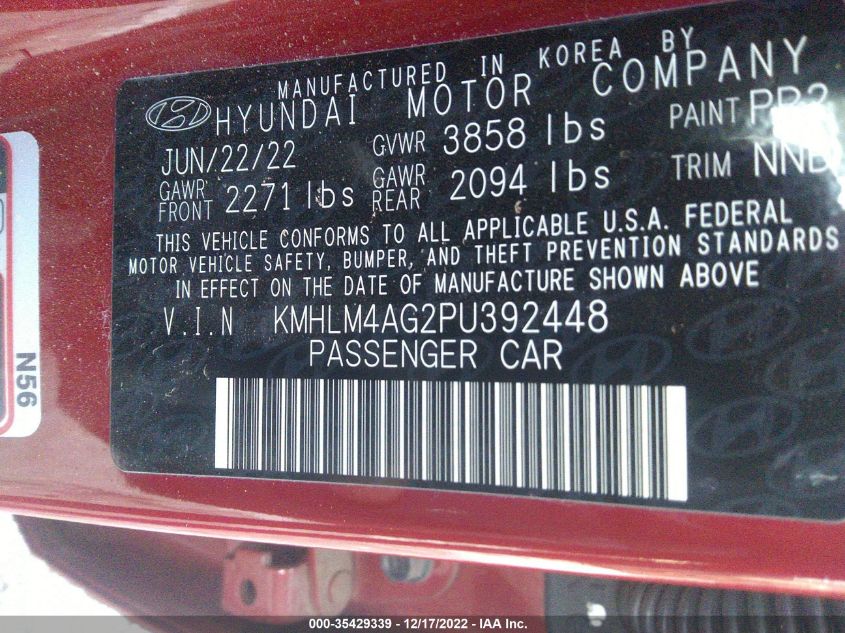 MANUFACTURED IN KOREA BY
HYUNDAI MOTOR COMPANY
JUN/22/22 GVWR 3858 lbs PAINT
GAWR FRONT 2271 lbs GAWR REAR 2094 lbs TRIM
THIS VEHICLE CONFORMS TO ALL APPLICABLE U.S.A. FEDERAL
MOTOR VEHICLE SAFETY, BUMPER, AND THEFT PREVENTION STANDARDS
IN EFFECT ON THE DATE OF MANUFACTURE SHOWN ABOVE
V.I.N KMHLM4AG2PU392448
PASSENGER CAR
N56
000-35429339 - 12/17/2022 - IAA Inc.